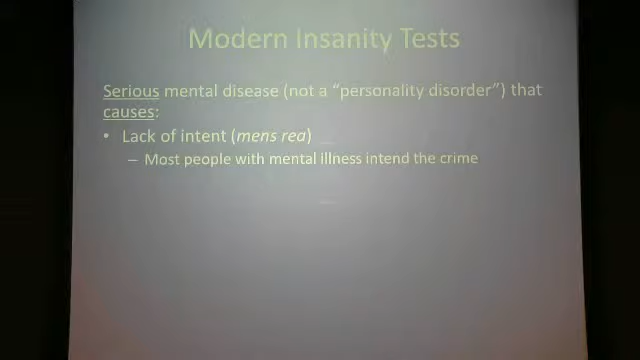 Modern Insanity Tests
Serious mental disease (not a "personality disorder") that
causes:
• Lack of intent (mens rea)
– Most people with mental illness intend the crime